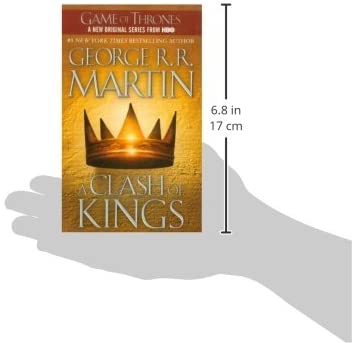 GAME OF THRONES
A NEW ORIGINAL SERIES FROM HBO
#1 NEW YORK TIMES BESTSELLING AUTHOR
GEORGE R. R.
MARTIN
A CLASH OF
KINGS
6.8 in
17 cm